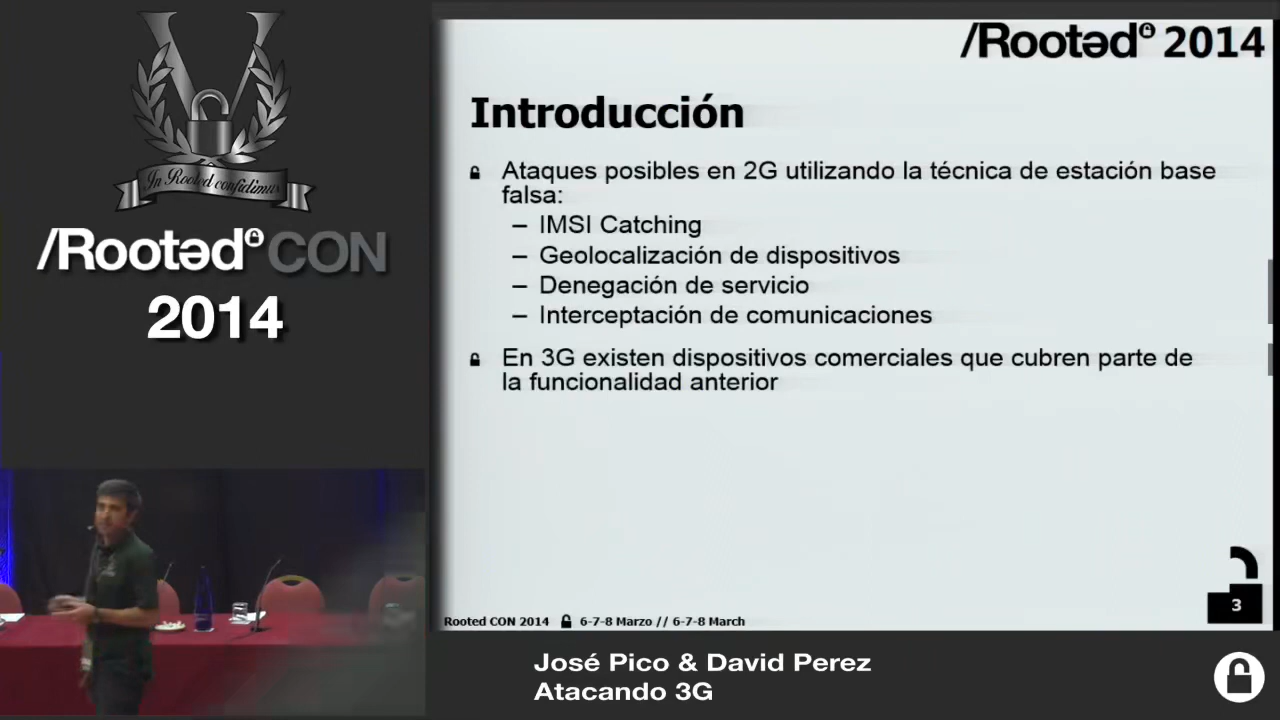 In Rooted confidimus
/Rootəd CON
2014
/Rootəd 2014
Introducción
Ataques posibles en 2G utilizando la técnica de estación base
falsa:
– IMSI Catching
– Geolocalización de dispositivos
– Denegación de servicio
– Interceptación de comunicaciones
En 3G existen dispositivos comerciales que cubren parte de
la funcionalidad anterior
3
Rooted CON 2014 6-7-8 Marzo // 6-7-8 March
José Pico & David Perez
Atacando 3G